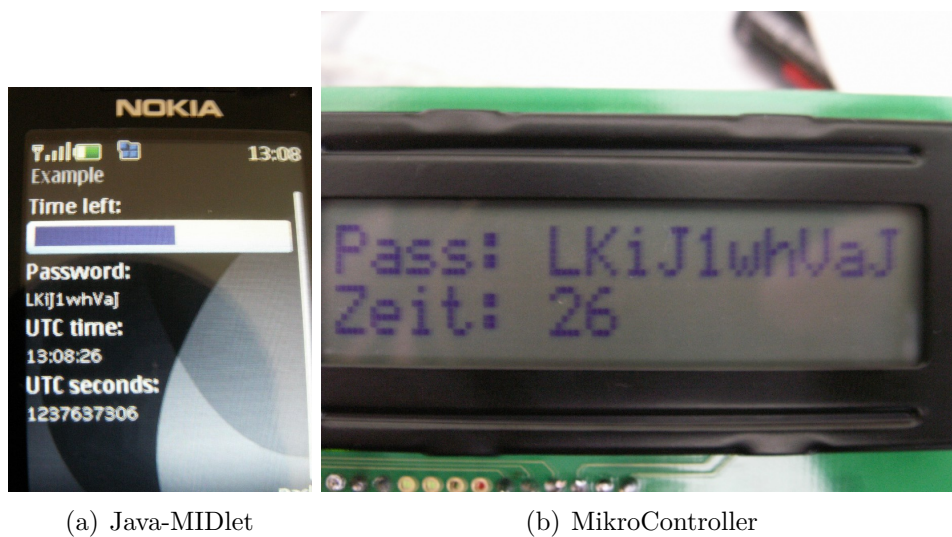 NOKIA
13:08
Example
Time left:
Password:
LKiJ1whVaJ
UTC time:
13:08:26
UTC seconds:
1237637306
Pass: LKiJ1whVaJ
Zeit: 26
(a) Java-MIDlet
(b) MikroController